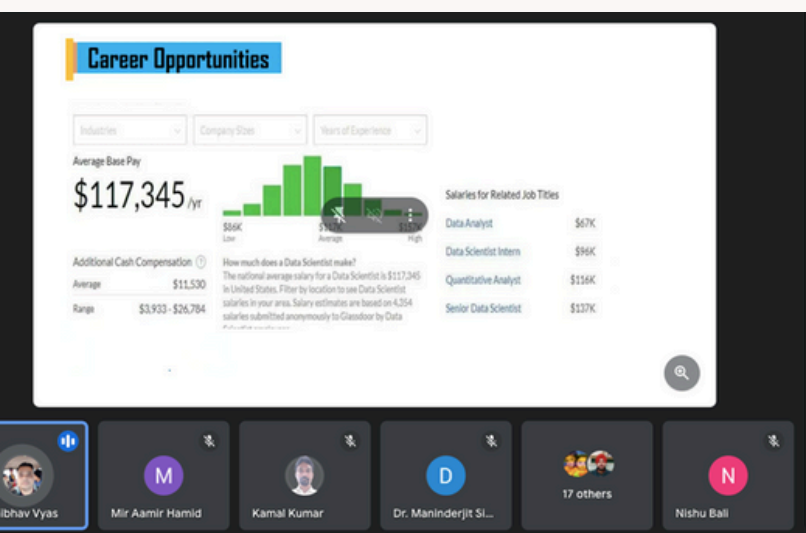 Career Opportunities
Industries
Company Sizes
Years of Experience
Average Base Pay
$117,345 /yr
$86K
Low
Average
High
Additional Cash Compensation
Average $11,530
Range $3,933 - $26,784
How much does a Data Scientist make?
The national average salary for a Data Scientist is $117,345
in United States. Filter by location to see Data Scientist
salaries in your area. Salary estimates are based on 4,354
salaries submitted anonymously to Glassdoor by Data
Salaries for Related Job Titles
Data Analyst $67K
Data Scientist Intern $96K
Quantitative Analyst $116K
Senior Data Scientist $137K
ibhav Vyas
M
Mir Aamir Hamid
Kamal Kumar
D
Dr. Maninderjit Si...
17 others
N
Nishu Bali